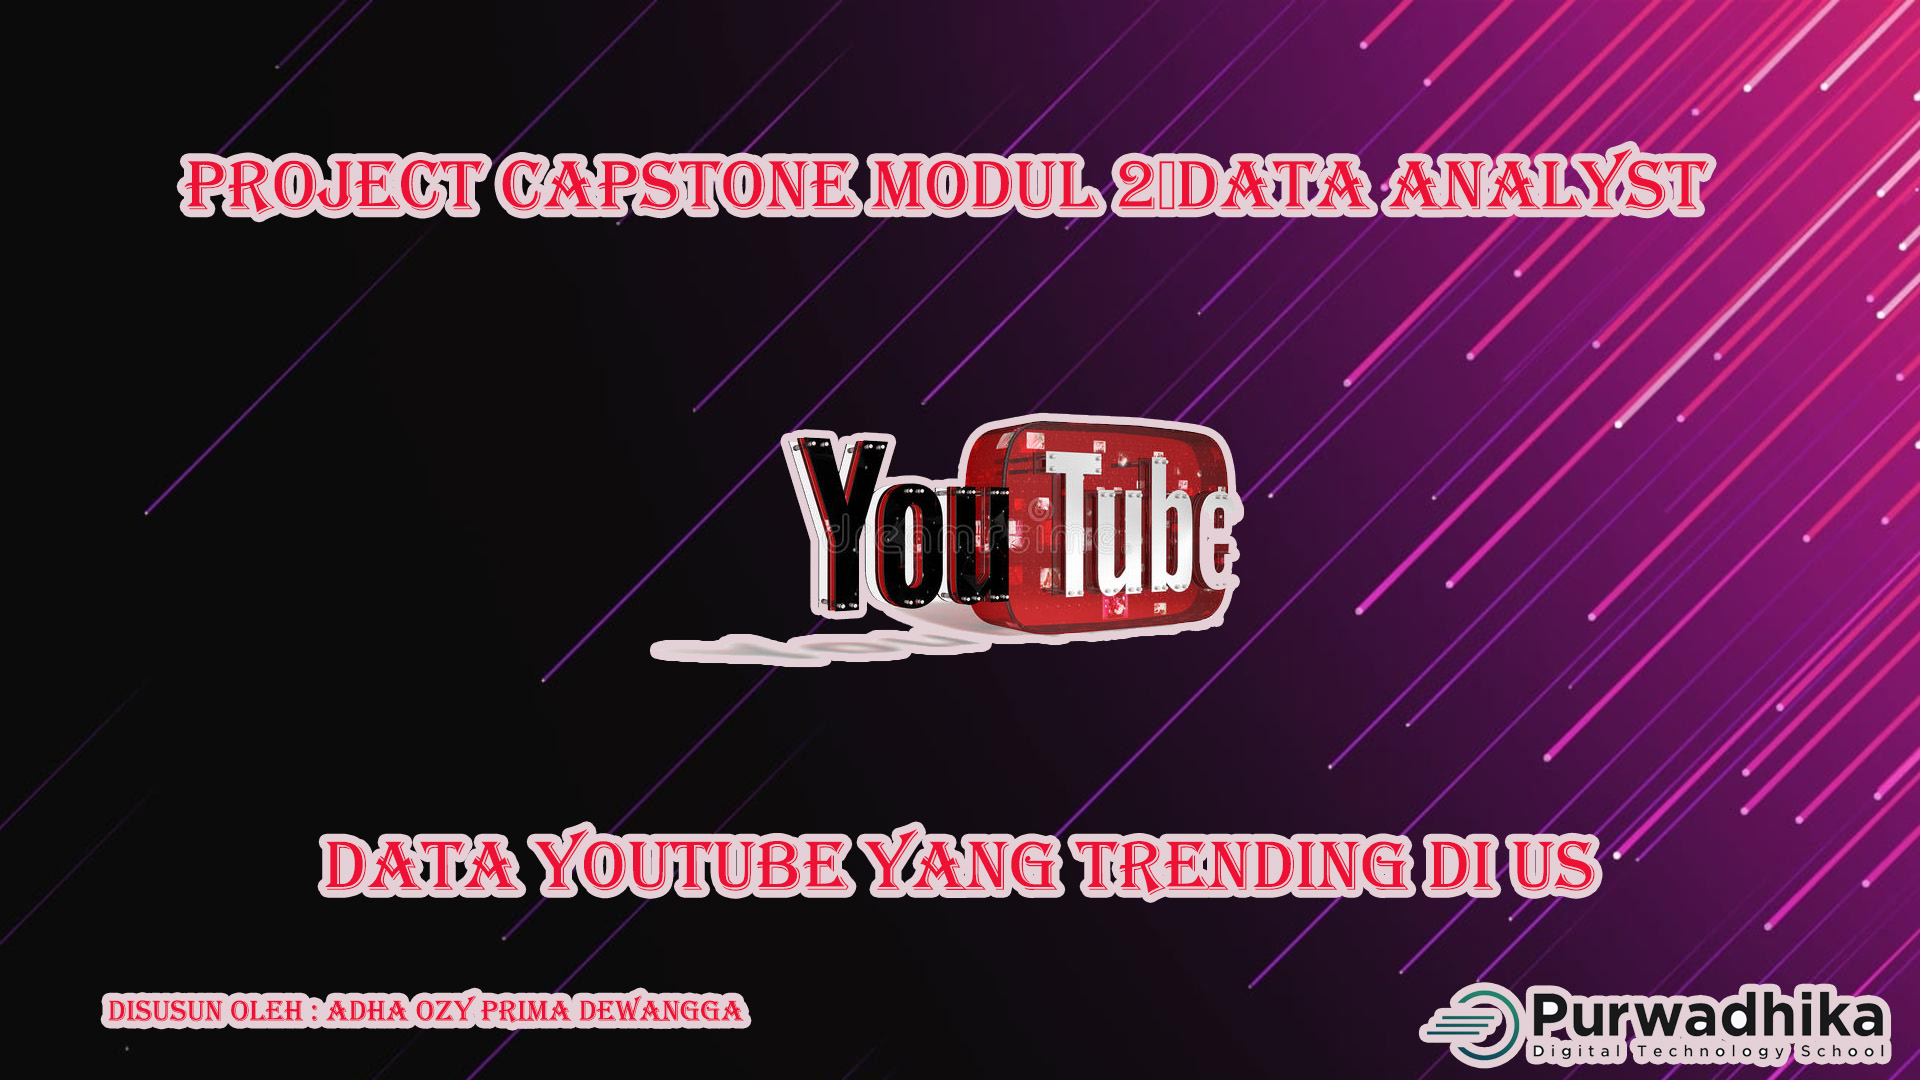 PROJECT CAPSTONE MODUL 2▯DATA ANALYST
YouTube
dreamstime
DATA YOUTUBE YANG TRENDING DI US
DISUSUN OLEH : ADHA OZY PRIMA DEWANGGA
Purwadhika
Digital Technology School